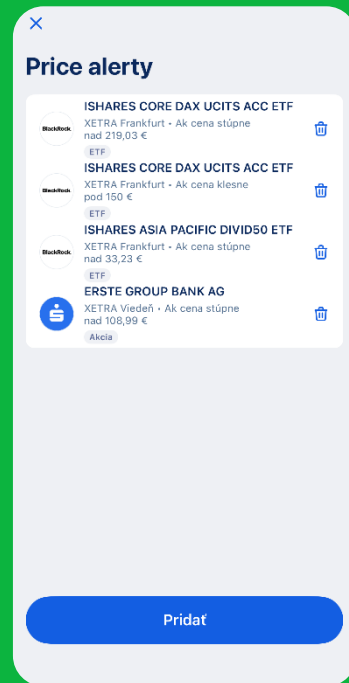 Price alerty
ISHARES CORE DAX UCITS ACC ETF
BlackRock
XETRA Frankfurt • Ak cena stúpne
nad 219,03 €
ETF
ISHARES CORE DAX UCITS ACC ETF
BlackRock
XETRA Frankfurt • Ak cena klesne
pod 150 €
ETF
ISHARES ASIA PACIFIC DIVID50 ETF
BlackRock
XETRA Frankfurt • Ak cena stúpne
nad 33,23 €
ETF
ERSTE GROUP BANK AG
XETRA Viedeň • Ak cena stúpne
nad 108,99 €
Akcia
Pridať